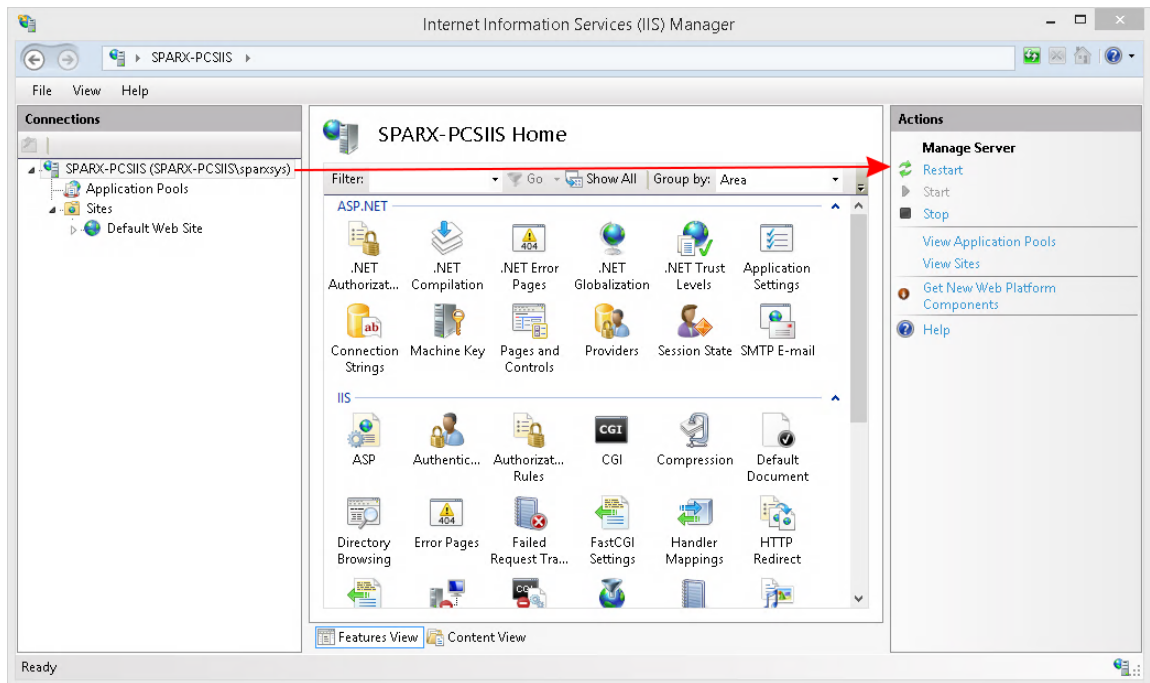 Internet Information Services (IIS) Manager
SPARX-PCSIIS
File View Help
Connections
SPARX-PCSIIS (SPARX-PCSIIS\sparxsys)
Application Pools
Sites
Default Web Site
SPARX-PCSIIS Home
Filter: Go Show All Group by: Area
ASP.NET
.NET Authorizat...
.NET Compilation
404
.NET Error Pages
.NET Globalization
.NET Trust Levels
Application Settings
ab
Connection Strings
Machine Key
Pages and Controls
Providers
Session State
SMTP E-mail
IIS
ASP
Authentic...
Authorizat... Rules
CGI
CGI
Compression
Default Document
Directory Browsing
404
Error Pages
Failed Request Tra...
FastCGI Settings
Handler Mappings
HTTP Redirect
Features View Content View
Actions
Manage Server
Restart
Start
Stop
View Application Pools
View Sites
Get New Web Platform
Components
Help
Ready